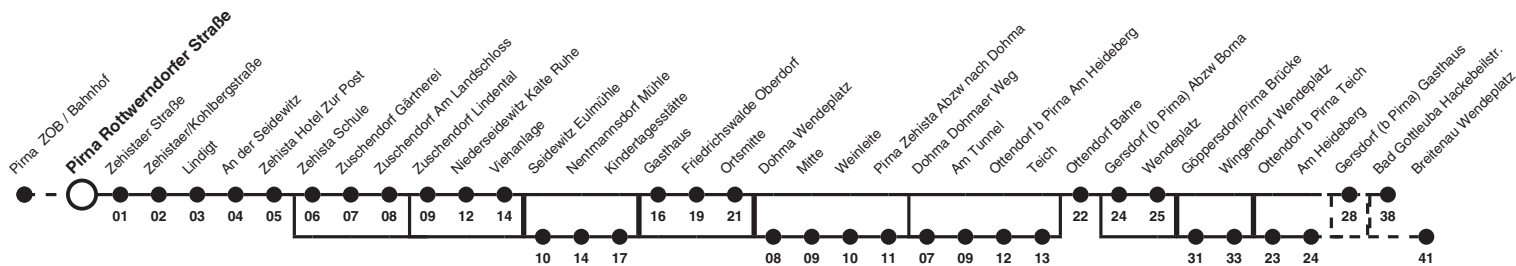 Pirna ZOB / Bahnhof
Pirna Rottwerndorfer Straße
Zehistaer Straße
Zehistaer/Kohlbergstraße
Lindigt
An der Seidewitz
Zehista Hotel Zur Post
Zehista Schule
Zuschendorf Gärtnerei
Zuschendorf Am Landschloss
Zuschendorf Lindental
Niederseidewitz Kalte Ruhe
Viehanlage
Seidewitz Eulmühle
Nentmannsdorf Mühle
Kindertagesstätte
Gasthaus
Friedrichswalde Oberdorf
Ortsmitte
Dohma Wendeplatz
Mitte
Weinleite
Pirna Zehista Abzw nach Dohma
Dohma Dohmaer Weg
Am Tunnel
Ottendorf b Pirna Am Heideberg
Teich
Ottendorf Bahre
Gersdorf (b Pirna) Abzw Borna
Wendeplatz
Göppersdorf/Pirna Brücke
Wingendorf Wendeplatz
Ottendorf b Pirna Teich
Am Heideberg
Gersdorf (b Pirna) Gasthaus
Bad Gottleuba Hackebeilstr.
Breitenau Wendeplatz
01 02 03 04 05 06 07 08 09 12 14 16 19 21 22 24 25 28 38
10 14 17 08 09 10 11 07 09 12 13 31 33 23 24 41